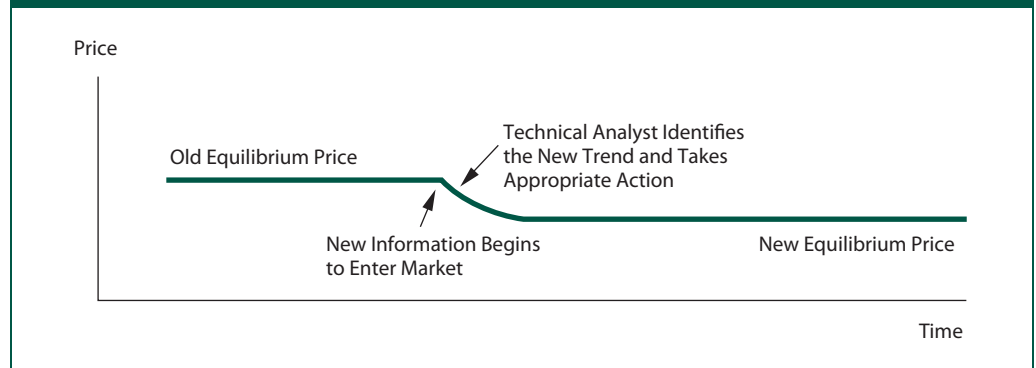 Price
Technical Analyst Identifies
the New Trend and Takes
Appropriate Action
Old Equilibrium Price
New Information Begins
to Enter Market
New Equilibrium Price
Time